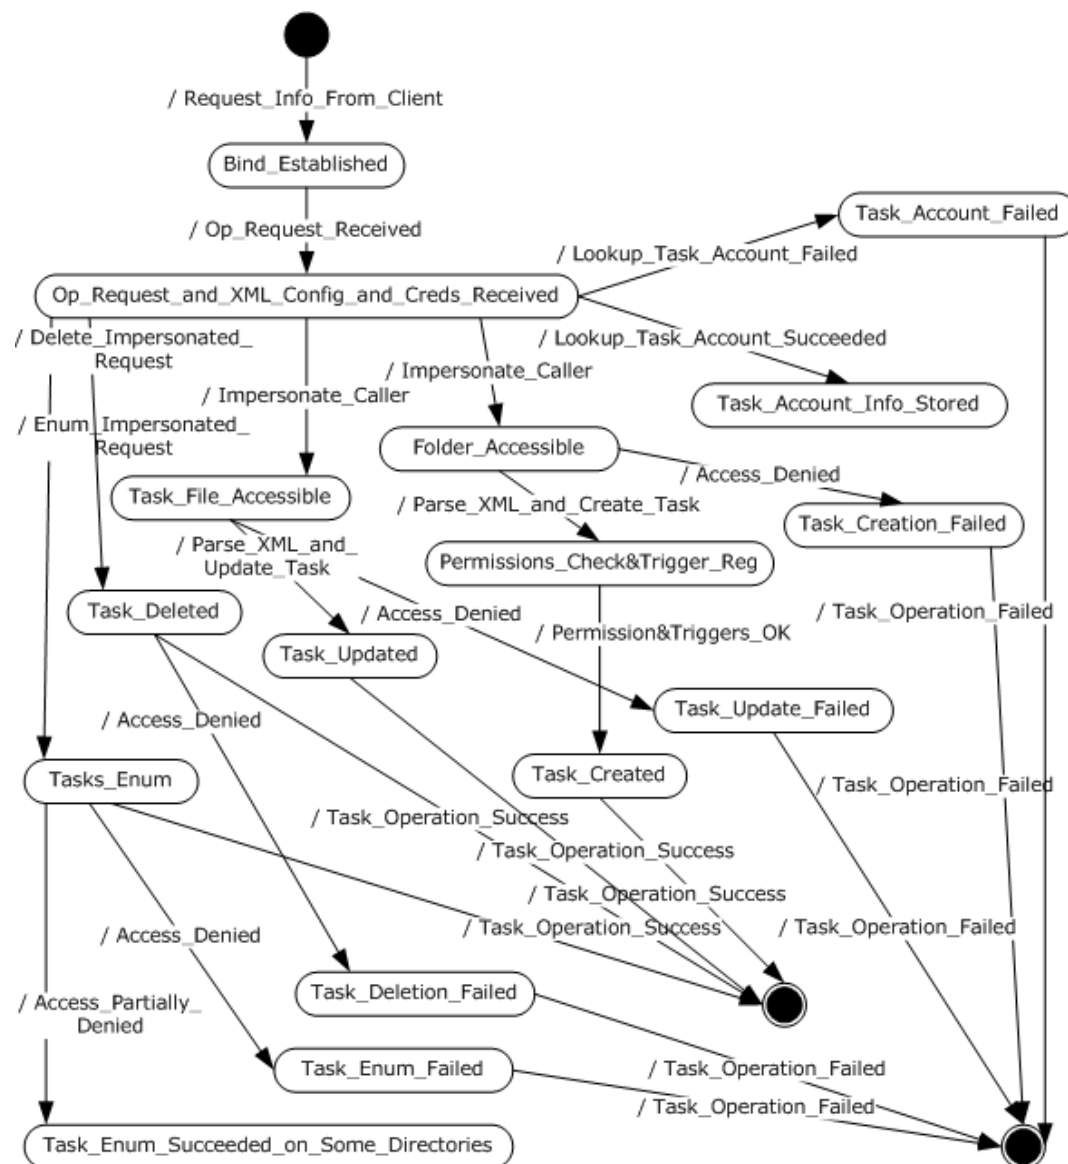 / Request_Info_From_Client
Bind_Established
/ Op_Request_Received
Task_Account_Failed
/ Lookup_Task_Account_Failed
Op_Request_and_XML_Config_and_Creds_Received
/ Delete_Impersonated_
Request
/ Lookup_Task_Account_Succeeded
/ Impersonate_Caller
/ Impersonate_Caller
Task_Account_Info_Stored
/ Enum_Impersonated_
Request
Folder_Accessible
/ Access_Denied
Task_File_Accessible
/ Parse_XML_and_Create_Task
Task_Creation_Failed
/ Parse_XML_and_
Update_Task
Permissions_Check&Trigger_Reg
Task_Deleted
/ Access_Denied
/ Task_Operation_Failed
/ Permission&Triggers_OK
Task_Updated
Task_Update_Failed
/ Access_Denied
Tasks_Enum
Task_Created
/ Task_Operation_Failed
/ Task_Operation_Success
/ Task_Operation_Success
/ Task_Operation_Success
/ Task_Operation_Success
/ Task_Operation_Failed
/ Access_Denied
Task_Deletion_Failed
/ Access_Partially_
Denied
Task_Enum_Failed
/ Task_Operation_Failed
/ Task_Operation_Failed
Task_Enum_Succeeded_on_Some_Directories